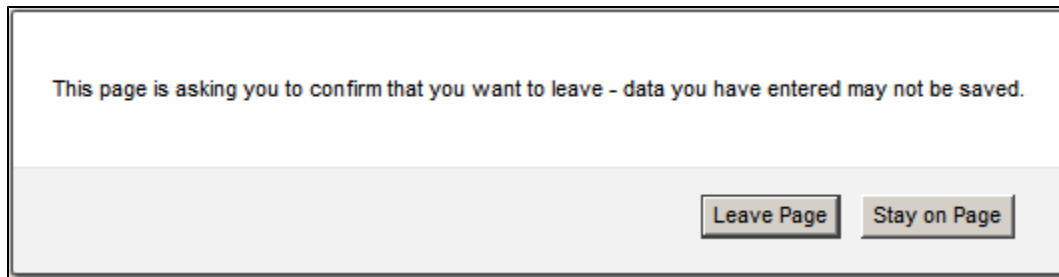 This page is asking you to confirm that you want to leave - data you have entered may not be saved.
Leave Page Stay on Page